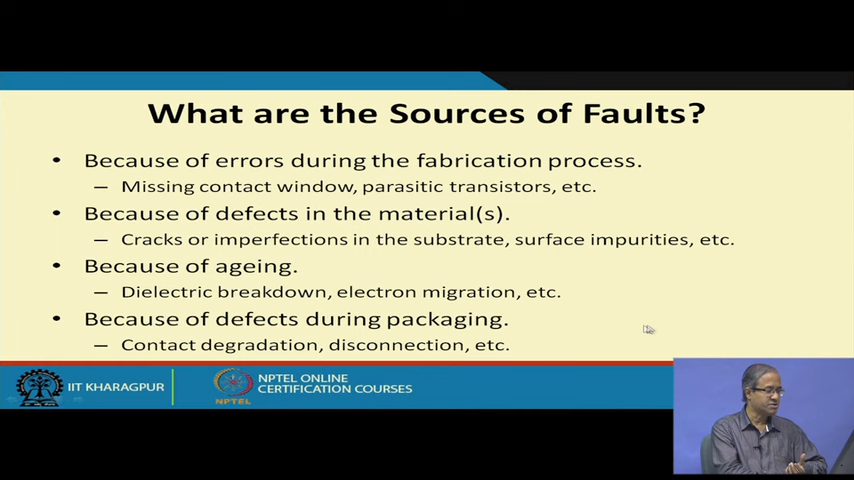 What are the Sources of Faults?
• Because of errors during the fabrication process.
– Missing contact window, parasitic transistors, etc.
• Because of defects in the material(s).
– Cracks or imperfections in the substrate, surface impurities, etc.
• Because of ageing.
– Dielectric breakdown, electron migration, etc.
• Because of defects during packaging.
– Contact degradation, disconnection, etc.
IIT KHARAGPUR
NPTEL ONLINE
CERTIFICATION COURSES
NPTEL